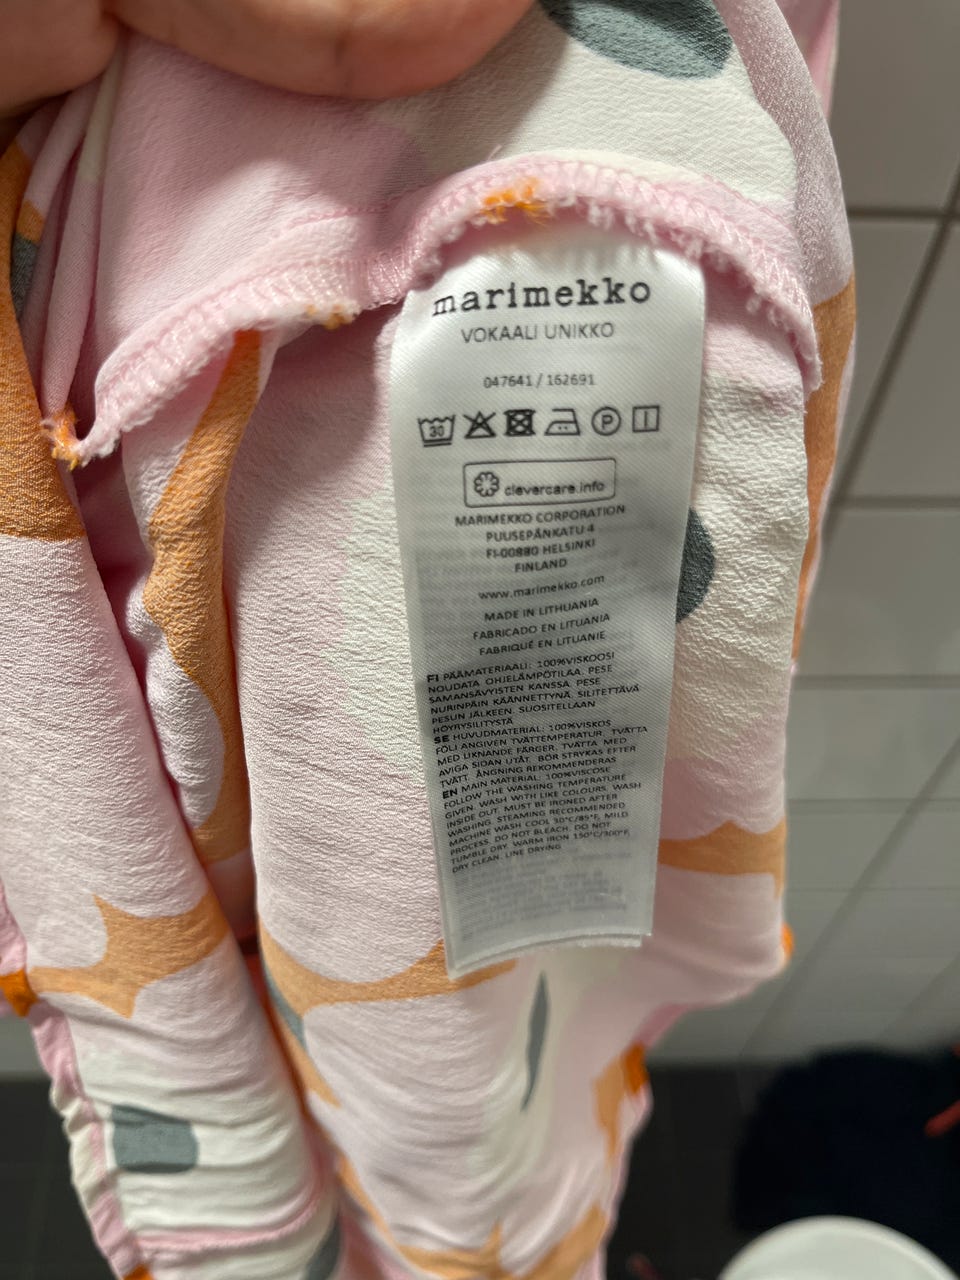 marimekko
VOKAALI UNIKKO
047641 / 162691
30
P
clevercare.info
MARIMEKKO CORPORATION
PUUSEPÄNKATU 4
FI-00880 HELSINKI
FINLAND
www.marimekko.com
MADE IN LITHUANIA
FABRICADO EN LITUANIA
FABRIQUÉ EN LITUANIE
FI PÄÄMATERIAALI: 100%VISKOOSI
NOUDATA OHJELÄMPÖTILAA. PESE
SAMANSÄVYISTEN KANSSA. PESE
NURINPÄIN KÄÄNNETTYNÄ. SILITETTÄVÄ
PESUN JÄLKEEN. SUOSITELLAAN
HÖYRYSILITYSTÄ
SE HUVUDMATERIAL: 100%VISKOS
FÖLJ ANGIVEN TVÄTTEMPERATUR. TVÄTTA
MED LIKNANDE FÄRGER. TVÄTTA MED
AVIGA SIDAN UTÅT. BÖR STRYKAS EFTER
TVÄTT. ÅNGNING REKOMMENDERAS
EN MAIN MATERIAL: 100%VISCOSE
FOLLOW THE WASHING TEMPERATURE
GIVEN. WASH WITH LIKE COLOURS. WASH
INSIDE OUT. MUST BE IRONED AFTER
WASHING. STEAMING RECOMMENDED
MACHINE WASH COOL 30°C/85°F, MILD
PROCESS. DO NOT BLEACH. DO NOT
TUMBLE DRY. WARM IRON 150°C/300°F,
DRY CLEAN. LINE DRYING